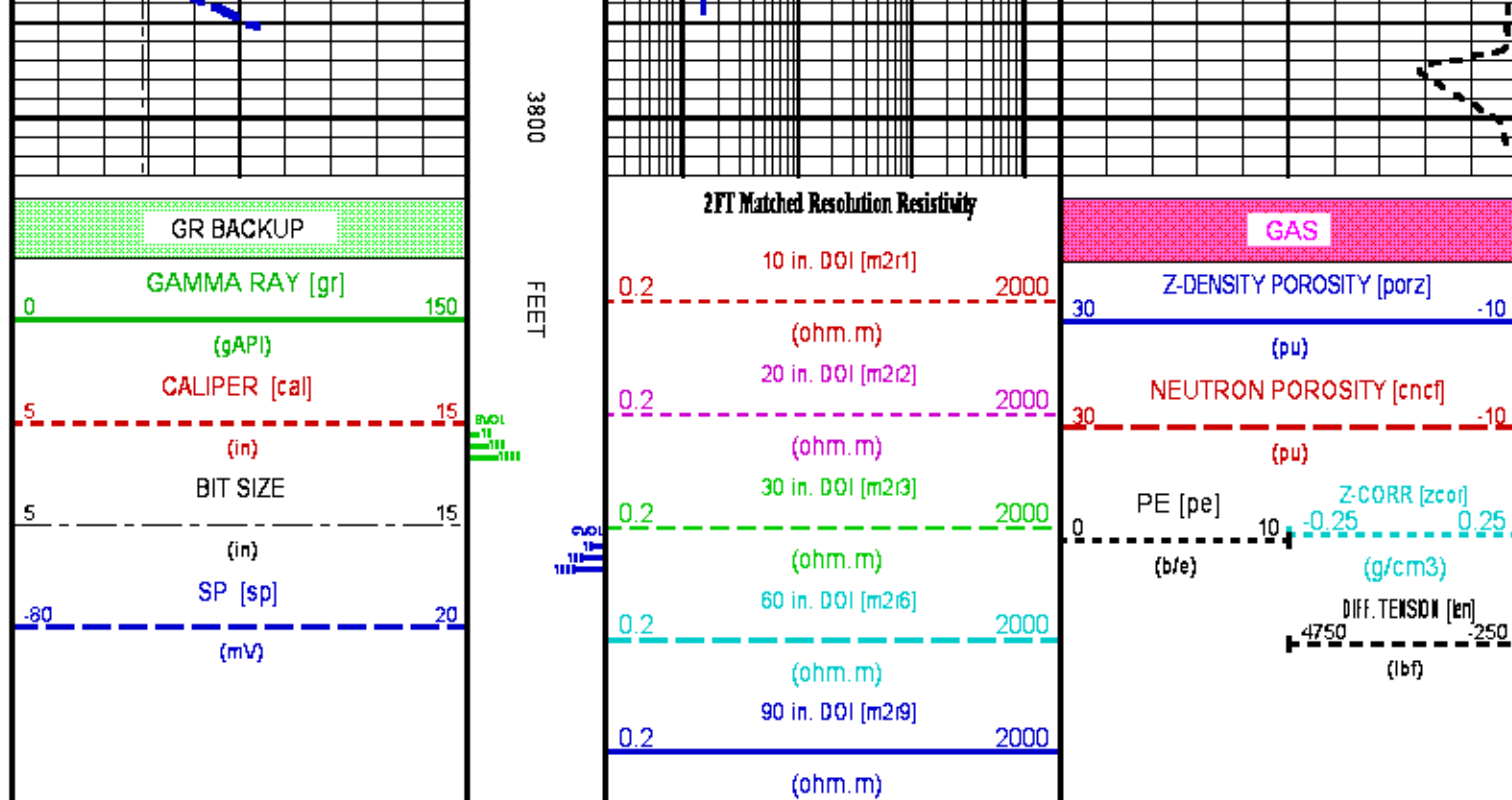 3800
FEET
GR BACKUP
GAMMA RAY [gr]
0 150
(gAPI)
CALIPER [cal]
5 15
(in)
BIT SIZE
5 15
(in)
SP [sp]
-80 20
(mV)
2FT Matched Resolution Resistivity
10 in. DOI [m2r1]
0.2 2000
(ohm.m)
20 in. DOI [m2r2]
0.2 2000
(ohm.m)
30 in. DOI [m2r3]
0.2 2000
(ohm.m)
60 in. DOI [m2r6]
0.2 2000
(ohm.m)
90 in. DOI [m2r9]
0.2 2000
(ohm.m)
GAS
Z-DENSITY POROSITY [porz]
30 -10
(pu)
NEUTRON POROSITY [cncf]
30 -10
(pu)
PE [pe]
0 10
(b/e)
Z-CORR [zcor]
-0.25 0.25
(g/cm3)
DIFF. TENSION [ten]
4750 -250
(lbf)